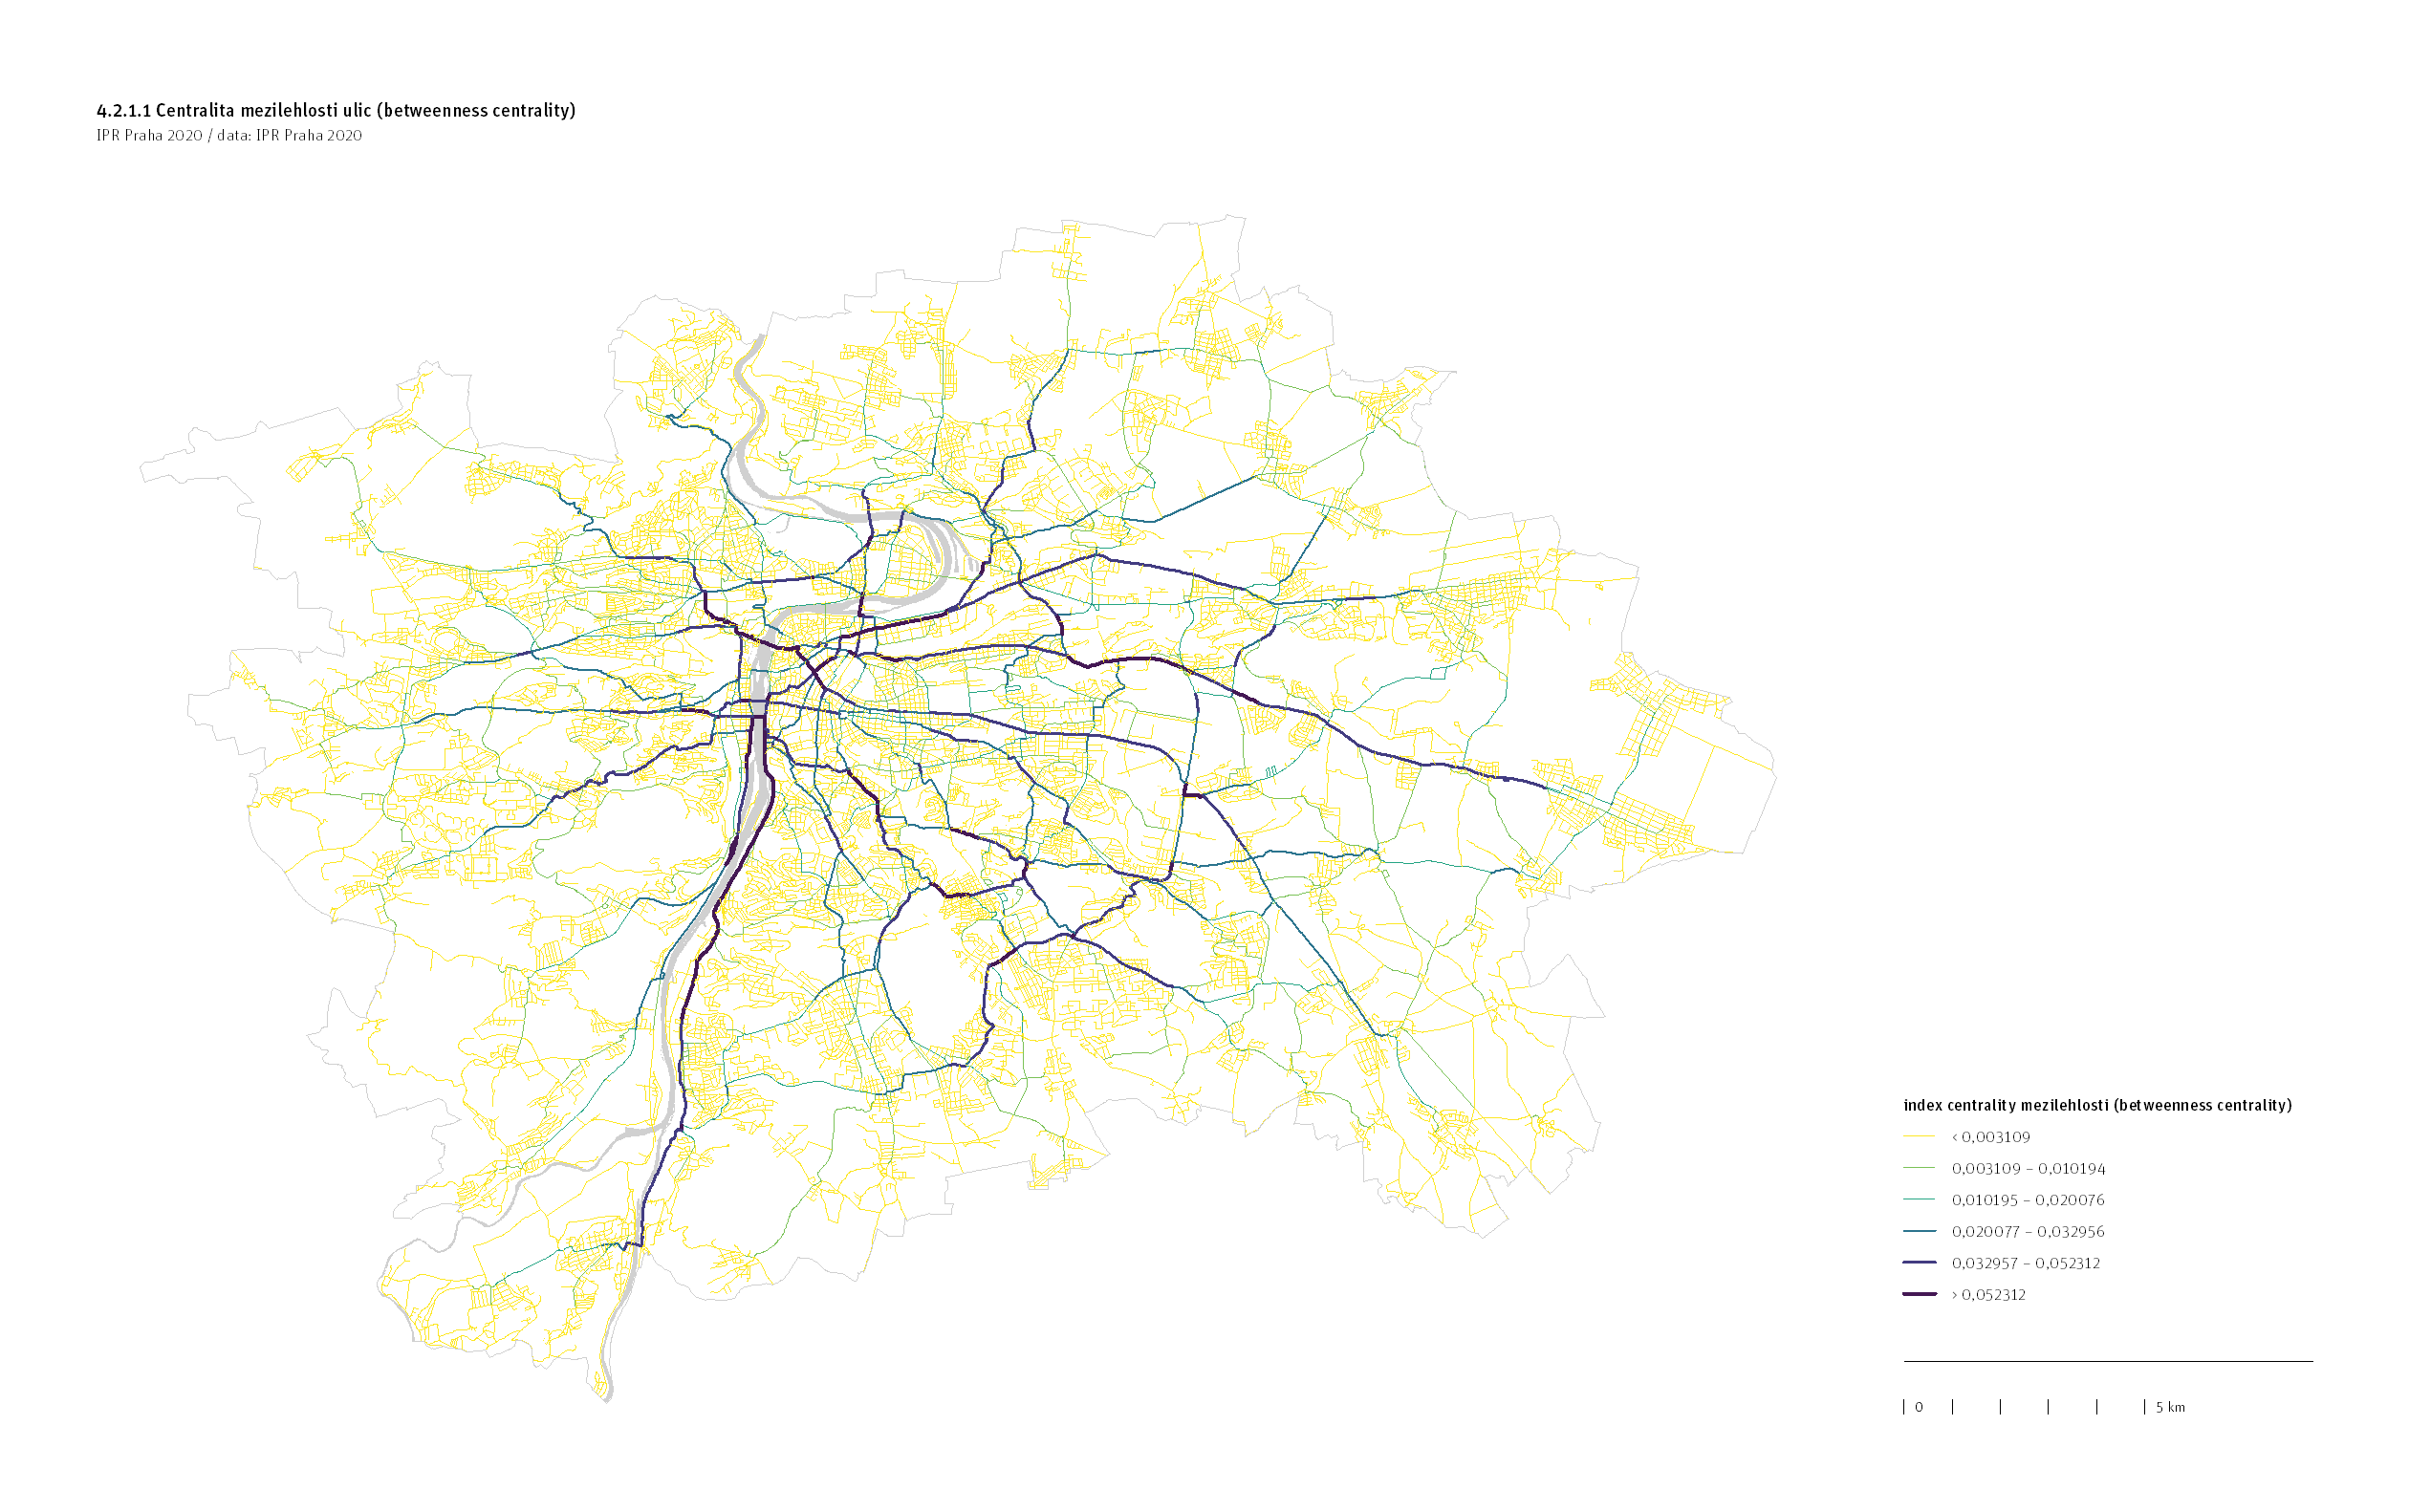 4.2.1.1 Centralita mezilehlosti ulic (betweenness centrality)
IPR Praha 2020 / data: IPR Praha 2020
index centrality mezilehlosti (betweenness centrality)
< 0,003109
0,003109 – 0,010194
0,010195 – 0,020076
0,020077 – 0,032956
0,032957 – 0,052312
> 0,052312
0 5 km